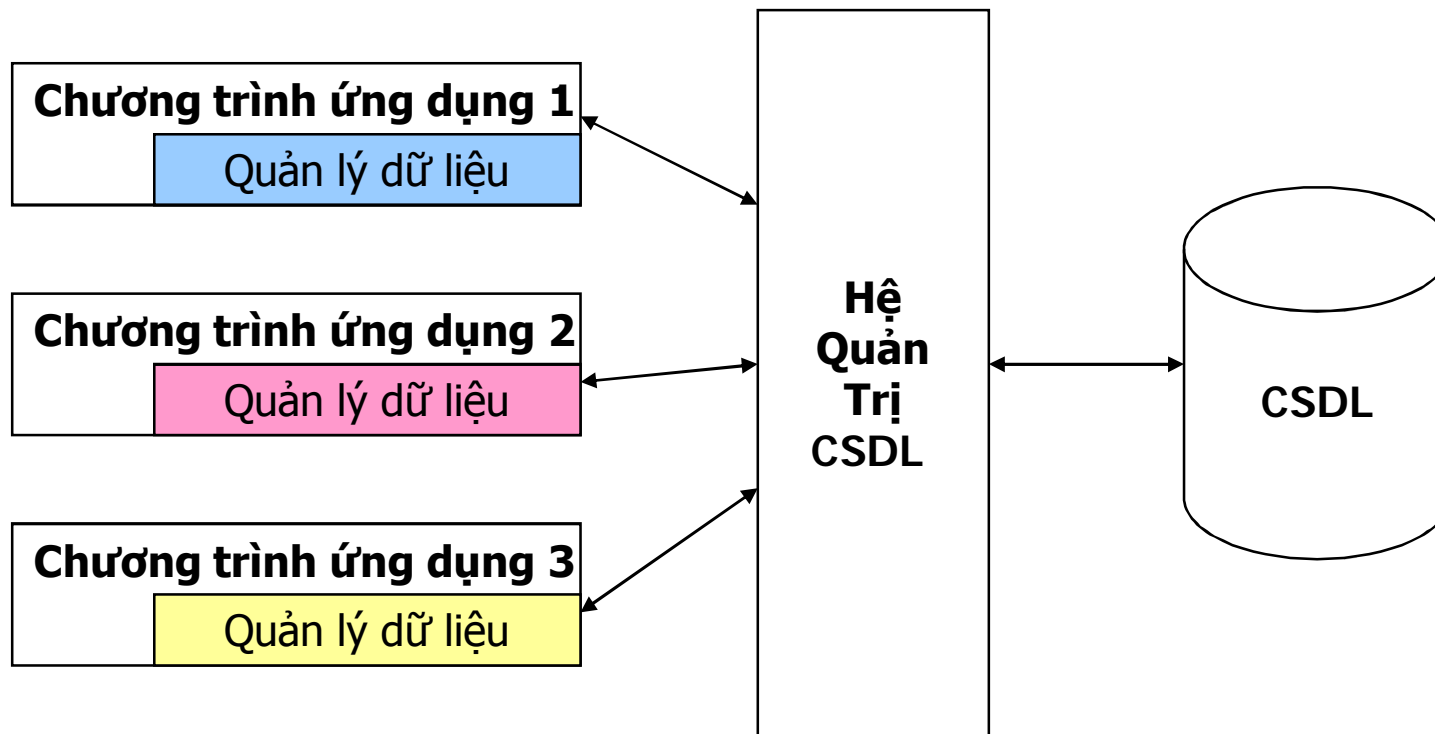 Chương trình ứng dụng 1
Quản lý dữ liệu
Chương trình ứng dụng 2
Quản lý dữ liệu
Chương trình ứng dụng 3
Quản lý dữ liệu
Hệ
Quản
Trị
CSDL
CSDL